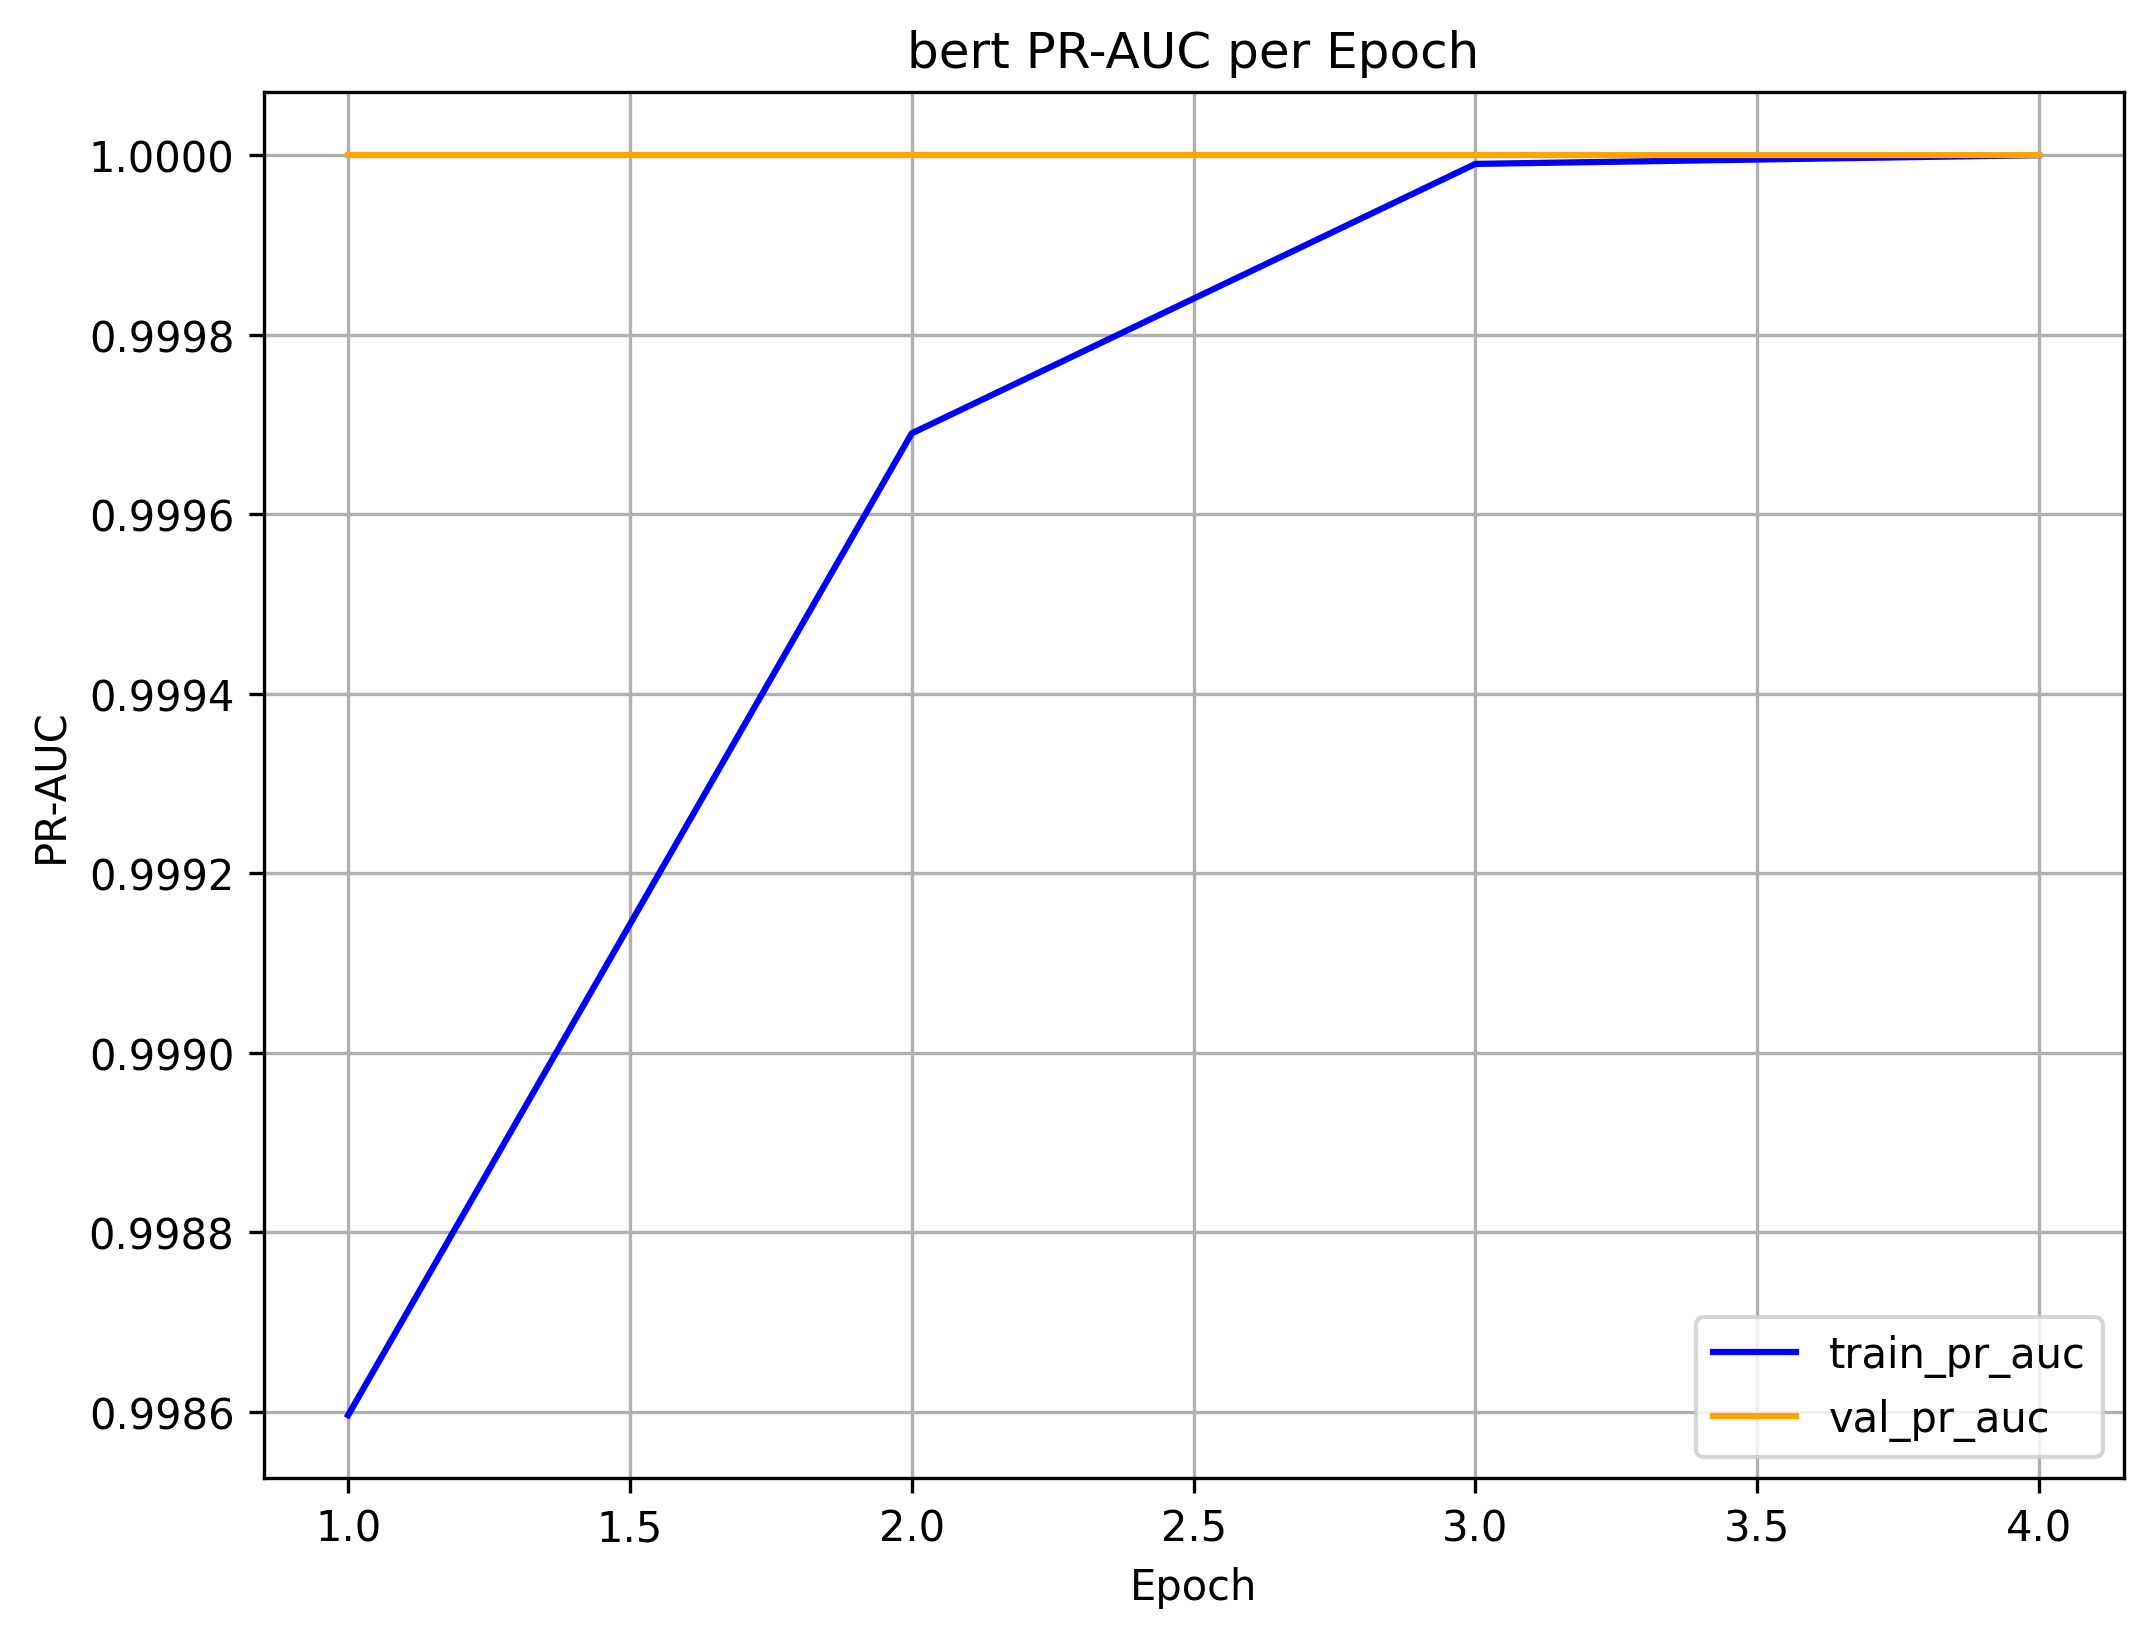 bert PR-AUC per Epoch
PR-AUC
1.0000
0.9998
0.9996
0.9994
0.9992
0.9990
0.9988
0.9986
1.0 1.5 2.0 2.5 3.0 3.5 4.0
Epoch
train_pr_auc
val_pr_auc